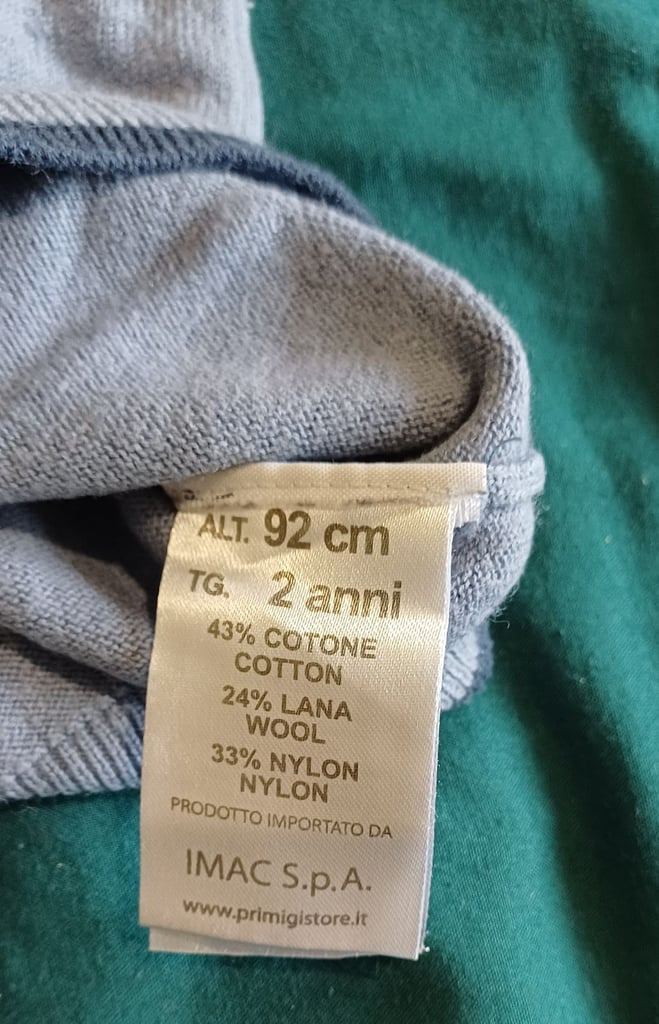 ALT. 92 cm
TG. 2 anni
43% COTONE
COTTON
24% LANA
WOOL
33% NYLON
NYLON
PRODOTTO IMPORTATO DA
IMAC S.p.A.
www.primigistore.it